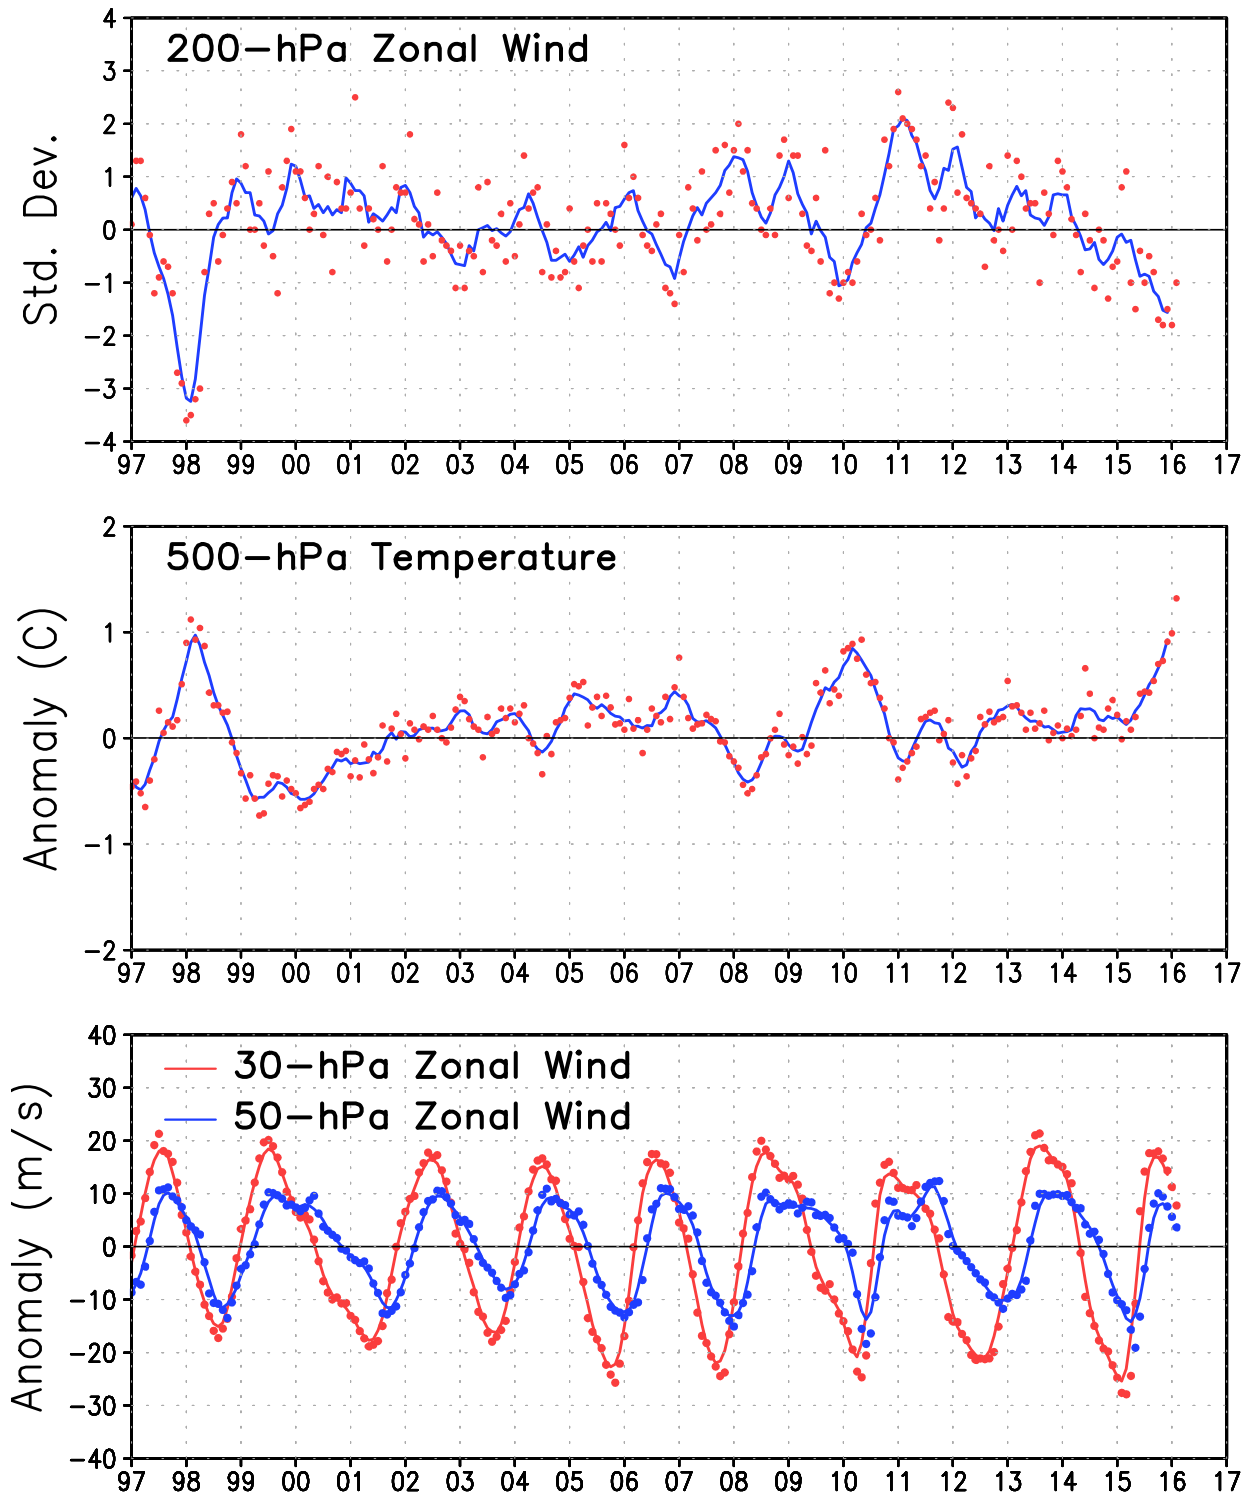 200-hPa Zonal Wind
Std. Dev.
4
3
2
1
0
-1
-2
-3
-4
97 98 99 00 01 02 03 04 05 06 07 08 09 10 11 12 13 14 15 16 17
500-hPa Temperature
Anomaly (C)
2
1
0
-1
-2
97 98 99 00 01 02 03 04 05 06 07 08 09 10 11 12 13 14 15 16 17
30-hPa Zonal Wind
50-hPa Zonal Wind
Anomaly (m/s)
40
30
20
10
0
-10
-20
-30
-40
97 98 99 00 01 02 03 04 05 06 07 08 09 10 11 12 13 14 15 16 17